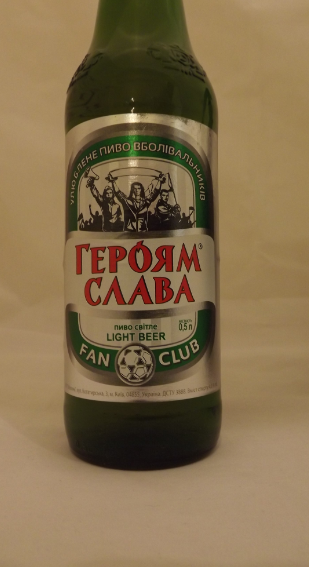 УЛЮБЛЕНЕ ПИВО ВБОЛІВАЛЬНИКІВ
ГЕРОЯМ
СЛАВА
пиво світле
LIGHT BEER
0,5 л
FAN CLUB